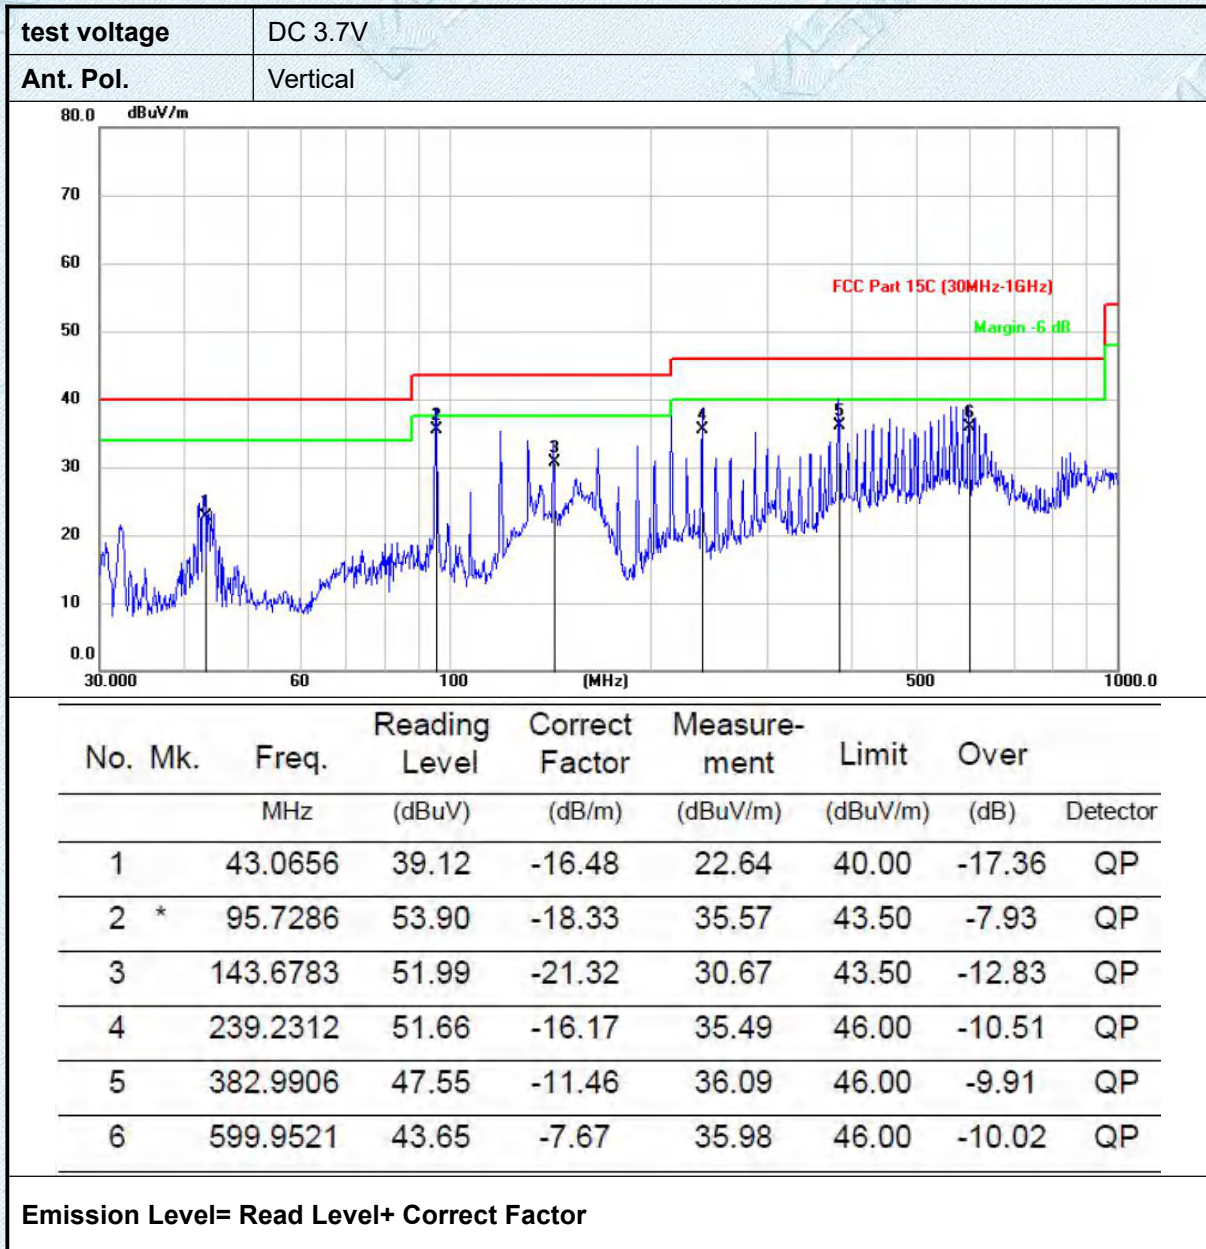 test voltage DC 3.7V
Ant. Pol. Vertical
80.0 dBuV/m
70
60
FCC Part 15C (30MHz-1GHz)
50
Margin -6 dB
40
2 4 5 6
3
30
1
20
10
0.0
30.000 60 100 (MHz) 500 1000.0
No. Mk. Freq. Reading Level Correct Factor Measure-ment Limit Over
MHz (dBuV) (dB/m) (dBuV/m) (dBuV/m) (dB) Detector
1 43.0656 39.12 -16.48 22.64 40.00 -17.36 QP
2 * 95.7286 53.90 -18.33 35.57 43.50 -7.93 QP
3 143.6783 51.99 -21.32 30.67 43.50 -12.83 QP
4 239.2312 51.66 -16.17 35.49 46.00 -10.51 QP
5 382.9906 47.55 -11.46 36.09 46.00 -9.91 QP
6 599.9521 43.65 -7.67 35.98 46.00 -10.02 QP
Emission Level= Read Level+ Correct Factor